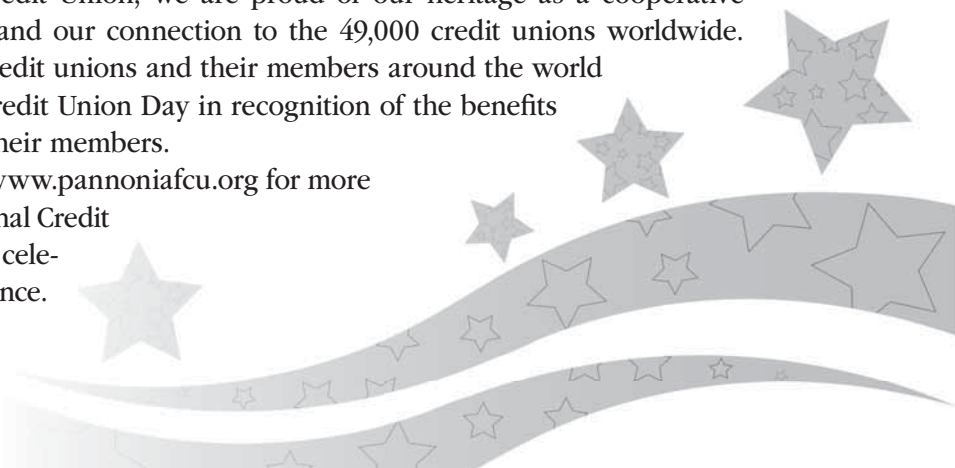 edit Union, we are proud of our heritage as a cooperative
and our connection to the 49,000 credit unions worldwide.
edit unions and their members around the world
redit Union Day in recognition of the benefits
heir members.
www.pannoniafcu.org for more
nal Credit
cele-
nce.